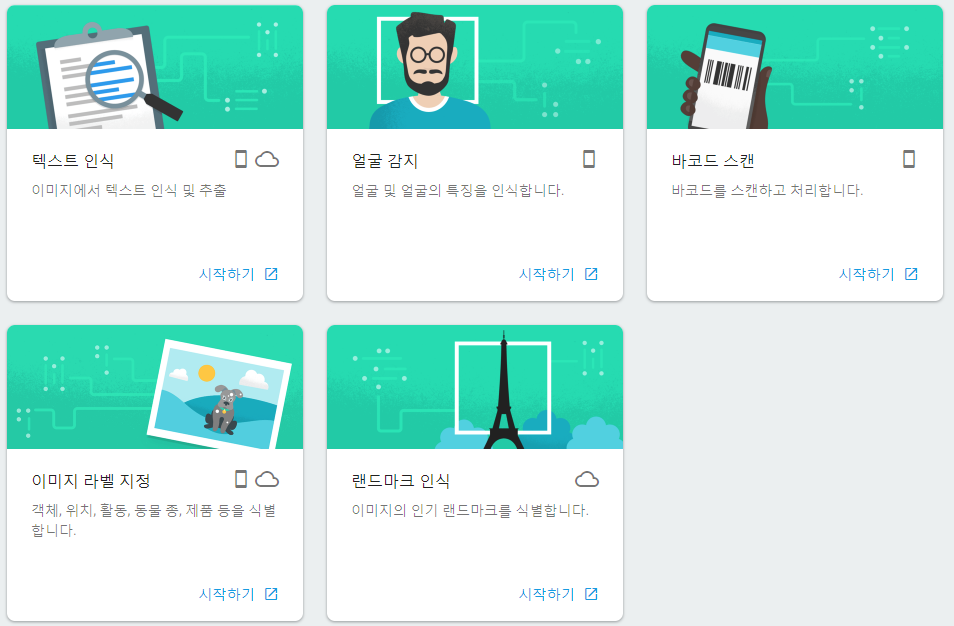 텍스트 인식
이미지에서 텍스트 인식 및 추출
시작하기
얼굴 감지
얼굴 및 얼굴의 특징을 인식합니다.
시작하기
바코드 스캔
바코드를 스캔하고 처리합니다.
시작하기
이미지 라벨 지정
객체, 위치, 활동, 동물 종, 제품 등을 식별
합니다.
시작하기
랜드마크 인식
이미지의 인기 랜드마크를 식별합니다.
시작하기